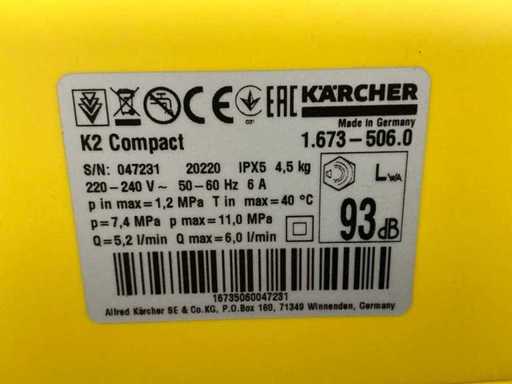 CE EAC KÄRCHER
Made in Germany
K2 Compact 1.673-506.0
S/N: 047231 20220 IPX5 4,5 kg
220-240 V~ 50-60 Hz 6 A
p in max=1,2 MPa T in max=40 °C
p=7,4 MPa p max=11,0 MPa
Q=5,2 l/min Q max=6,0 l/min
LWA
93 dB
16735060047231
Alfred Kärcher SE & Co.KG, P.O.Box 160, 71349 Winnenden, Germany